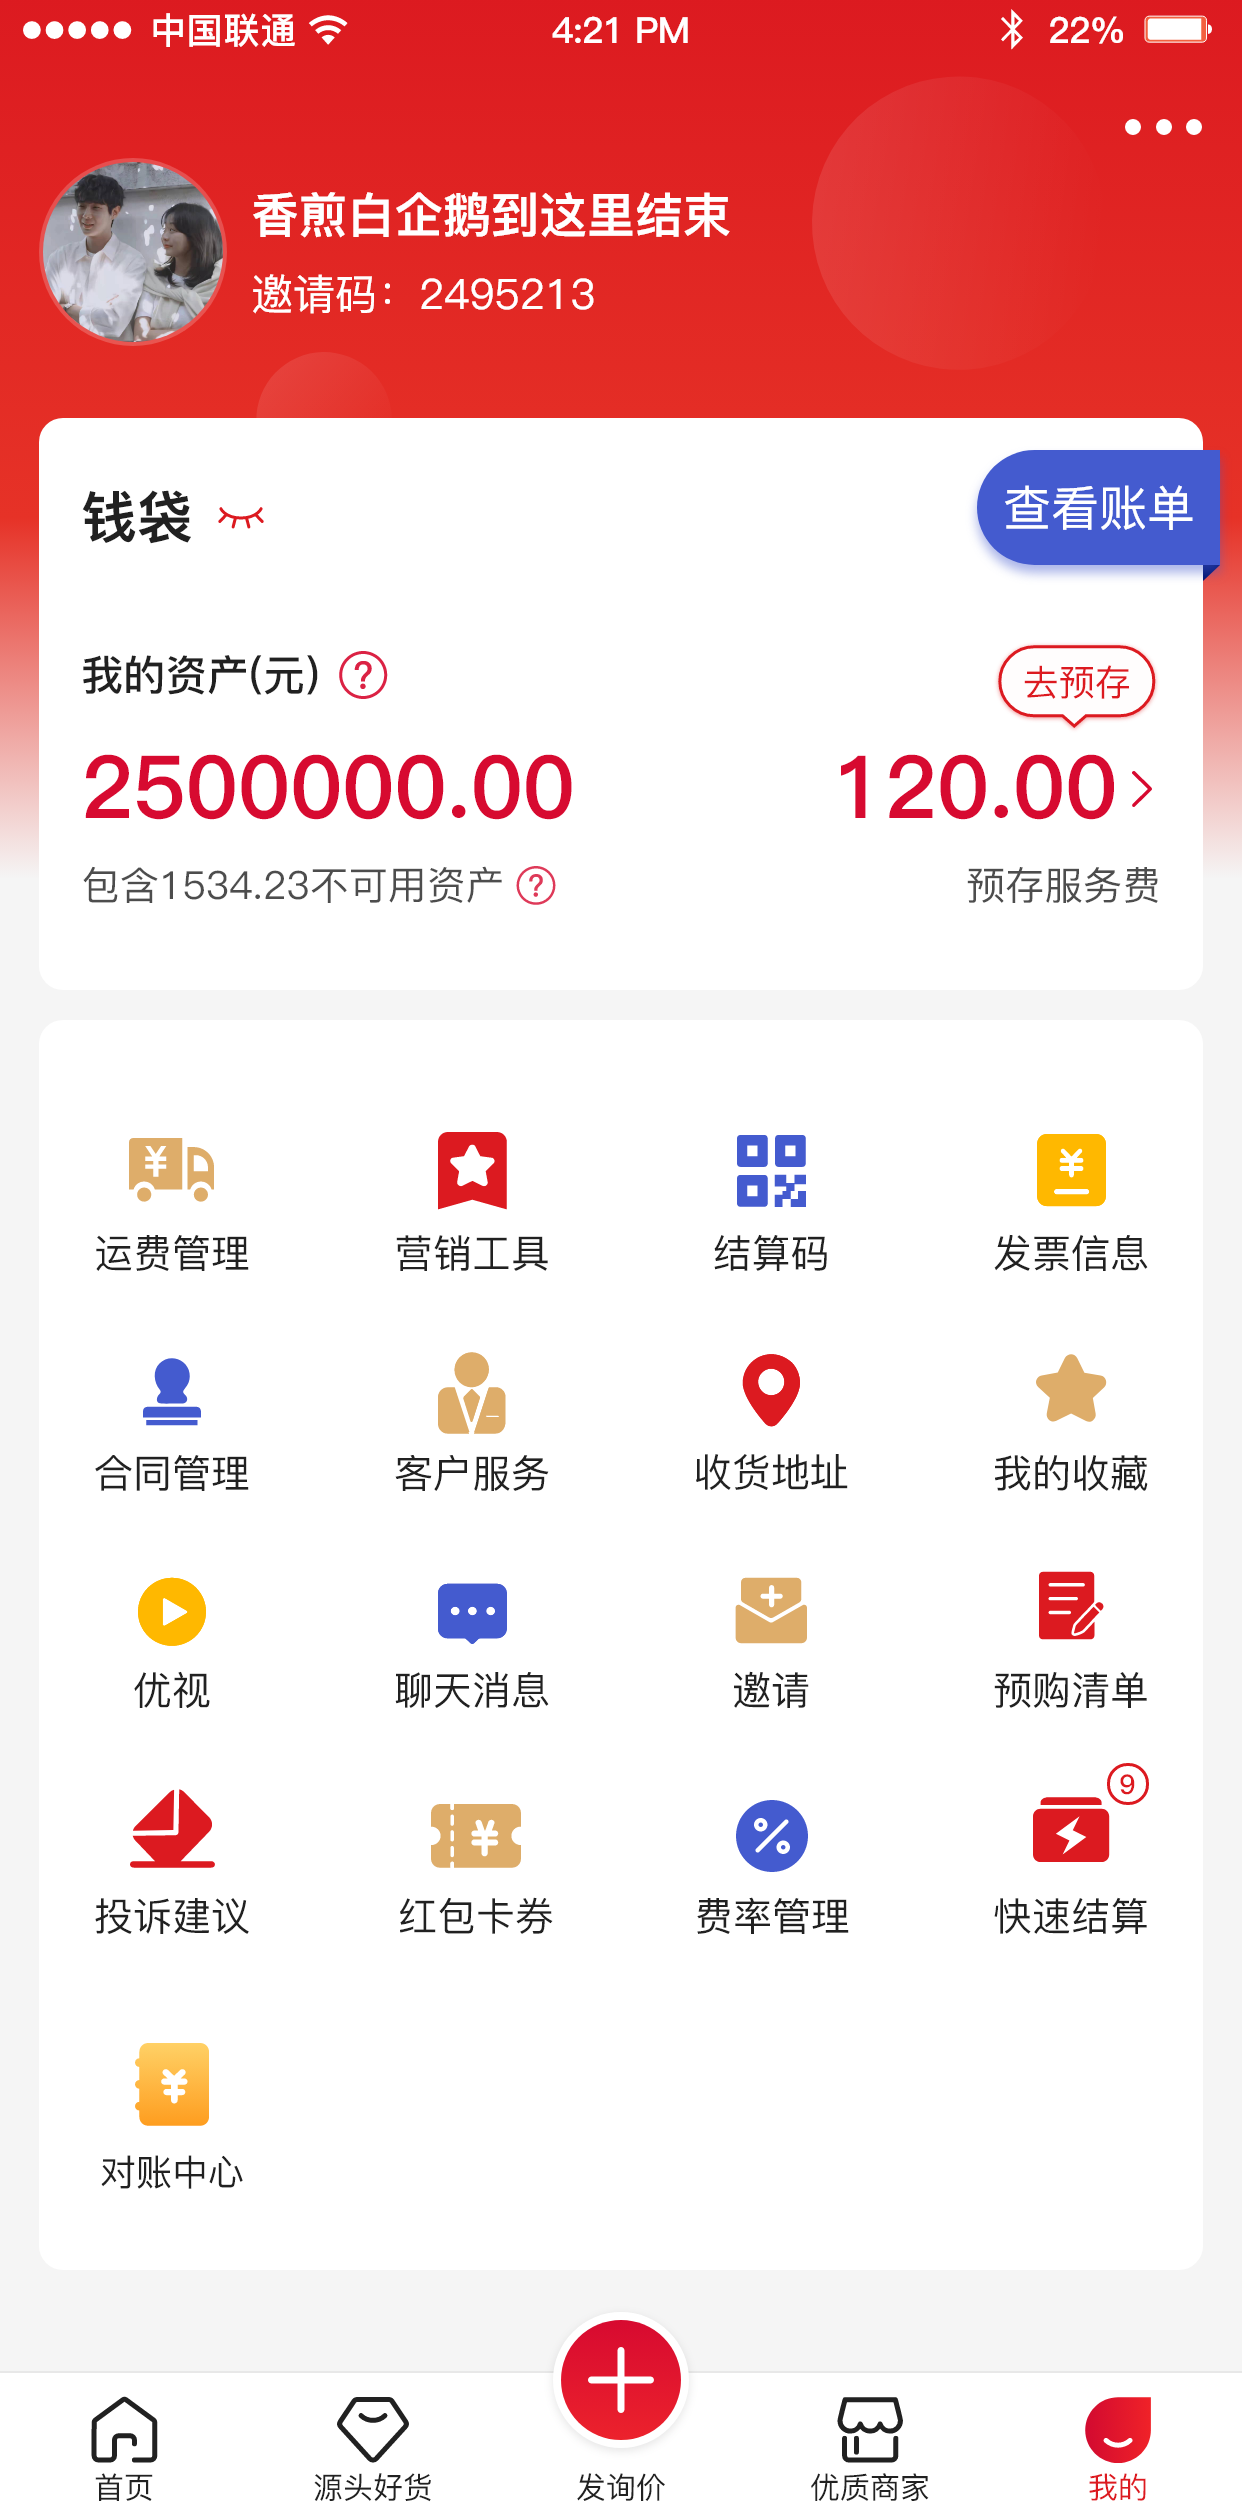 中国联通 4:21 PM 22%
香煎白企鹅到这里结束
邀请码：2495213
钱袋 查看账单
我的资产(元) ? 去预存
2500000.00 120.00
包含1534.23不可用资产 ? 预存服务费
运费管理 营销工具 结算码 发票信息
合同管理 客户服务 收货地址 我的收藏
优视 聊天消息 邀请 预购清单
9
投诉建议 红包卡券 费率管理 快速结算
对账中心
首页 源头好货 发询价 优质商家 我的